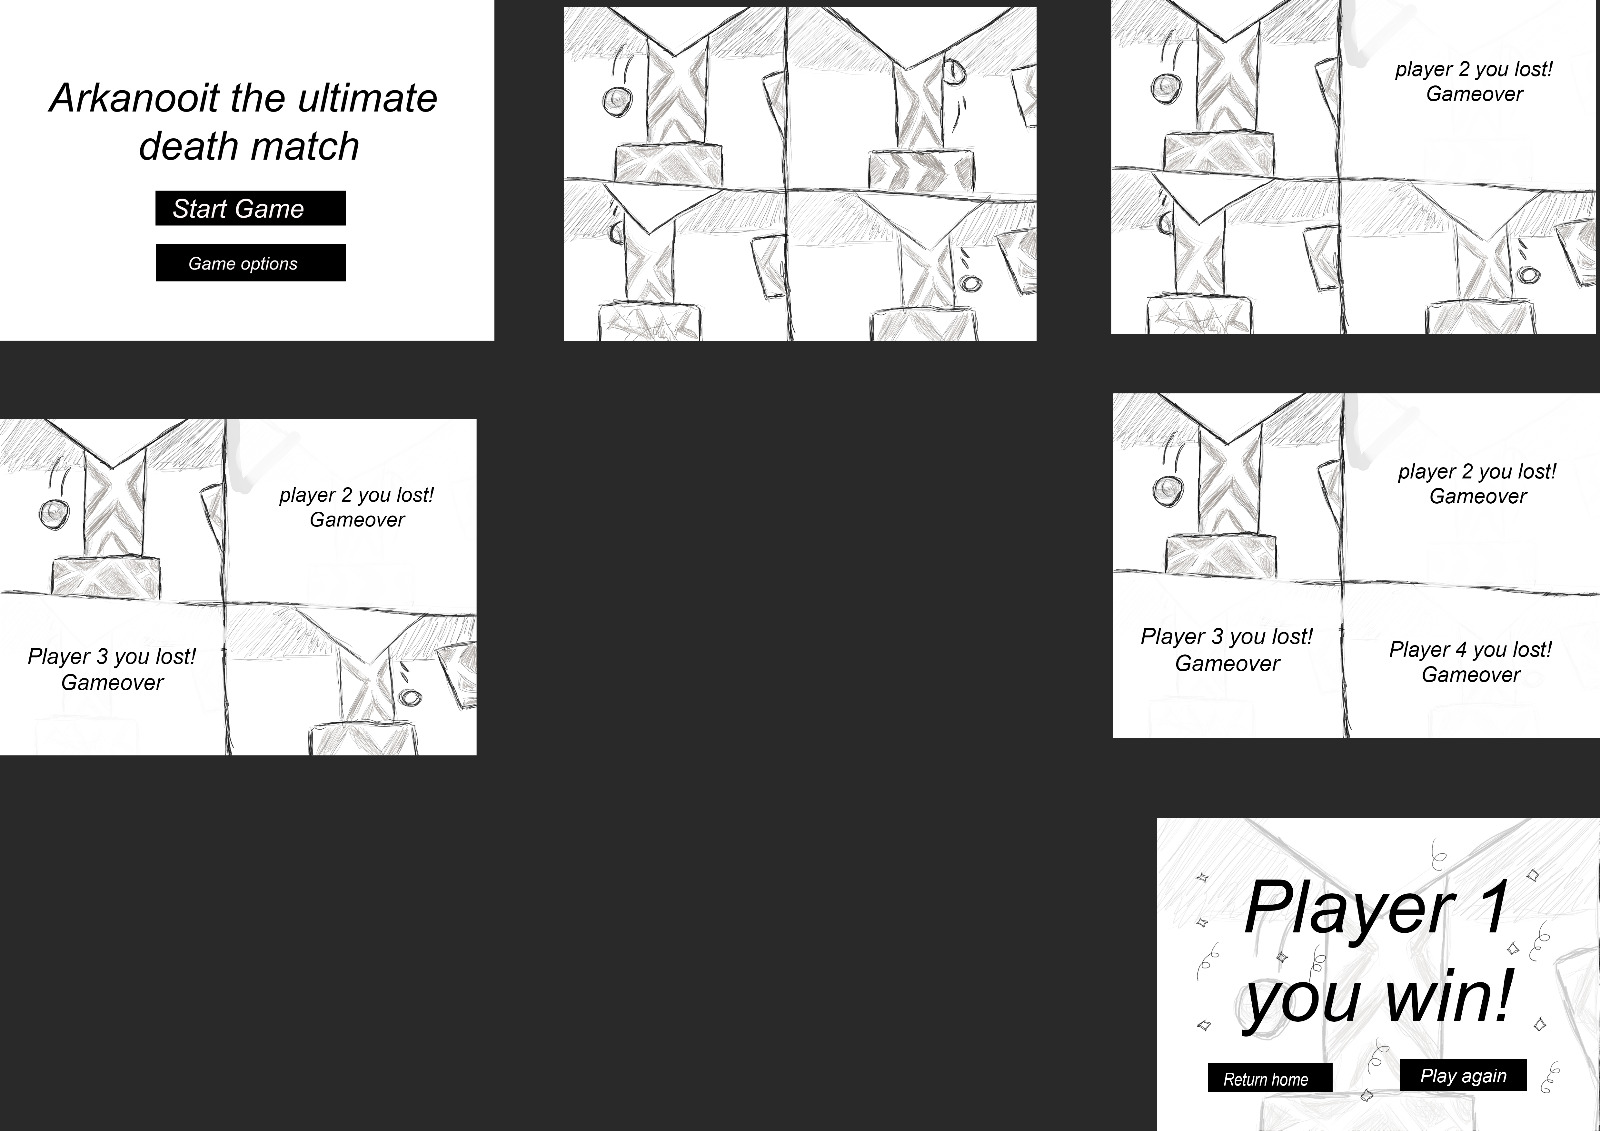 Arkanooit the ultimate
death match
Start Game
Game options
player 2 you lost!
Gameover
player 2 you lost!
Gameover
Player 3 you lost!
Gameover
player 2 you lost!
Gameover
Player 3 you lost!
Gameover
Player 4 you lost!
Gameover
Player 1
you win!
Return home
Play again